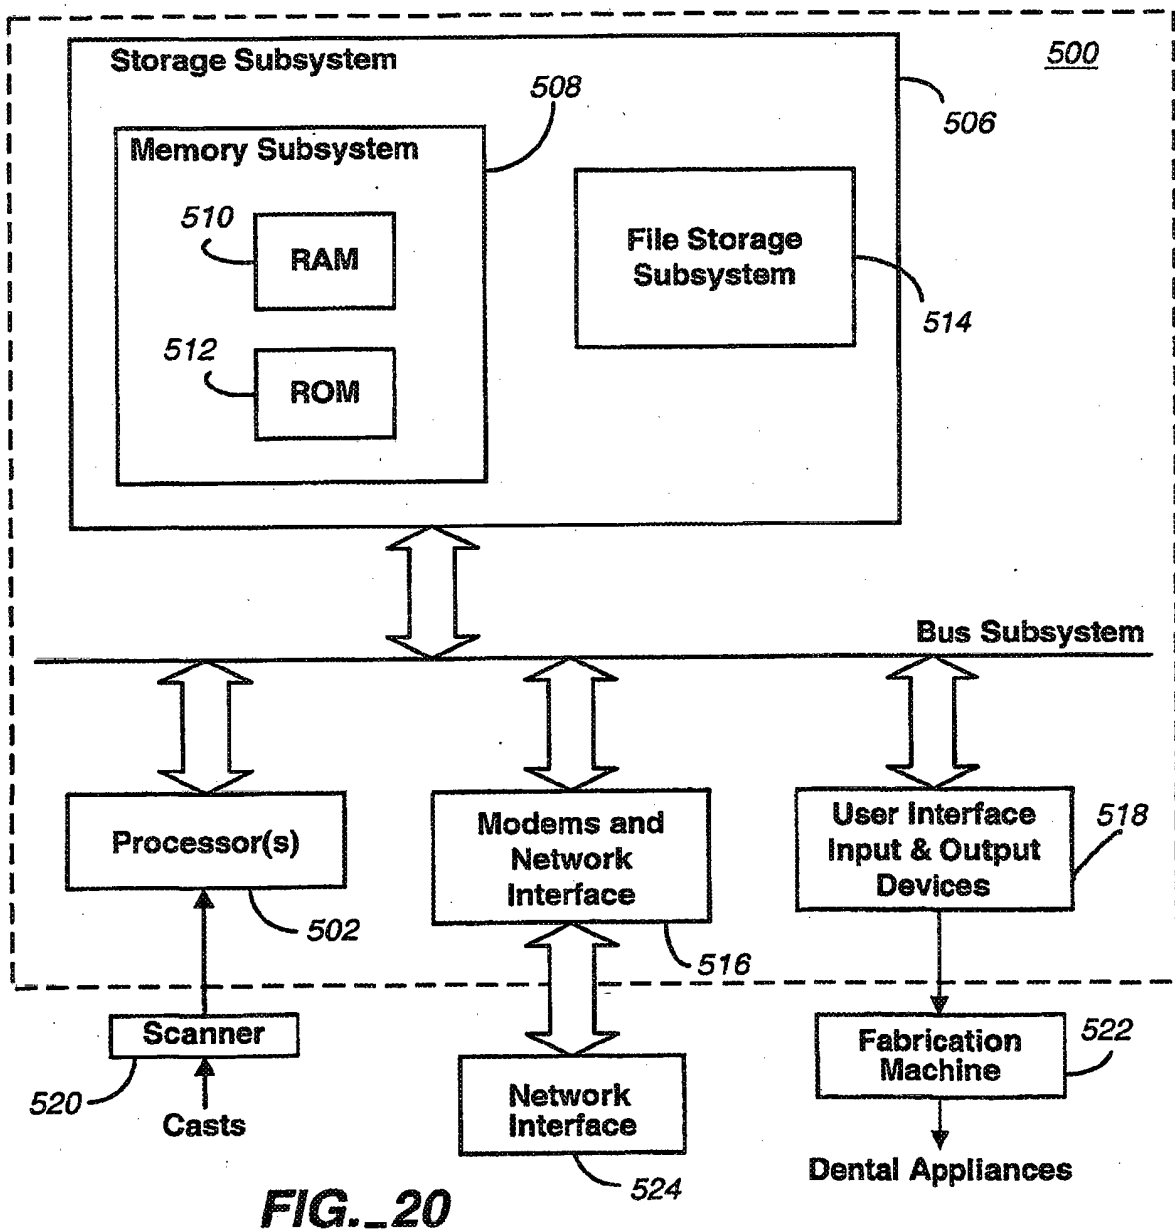 Storage Subsystem
500
508
506
Memory Subsystem
510
RAM
File Storage
Subsystem
514
512
ROM
Bus Subsystem
Processor(s)
502
Modems and
Network
Interface
516
User Interface
Input & Output
Devices
518
Scanner
520
Casts
Network
Interface
524
Fabrication
Machine
522
Dental Appliances
FIG._20